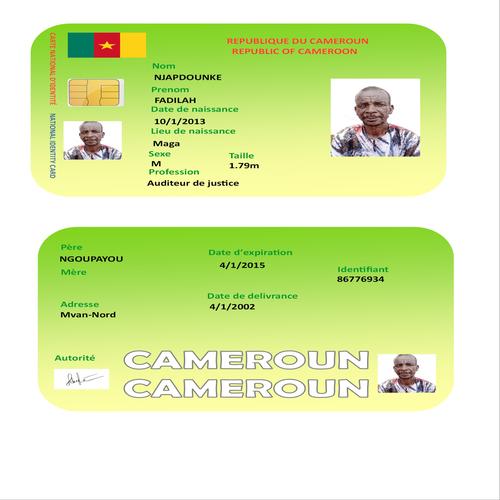 REPUBLIQUE DU CAMEROUN
REPUBLIC OF CAMEROON
CARTE NATIONAL D'IDENTITE
NATIONAL IDENTITY CARD
Nom
NJAPDOUNKE
Prenom
FADILAH
Date de naissance
10/1/2013
Lieu de naissance
Maga
Sexe Taille
M 1.79m
Profession
Auditeur de justice
Père
NGOUPAYOU
Mère
Date d'expiration
4/1/2015
Identifiant
86776934
Date de delivrance
4/1/2002
Adresse
Mvan-Nord
Autorité
CAMEROUN
CAMEROUN